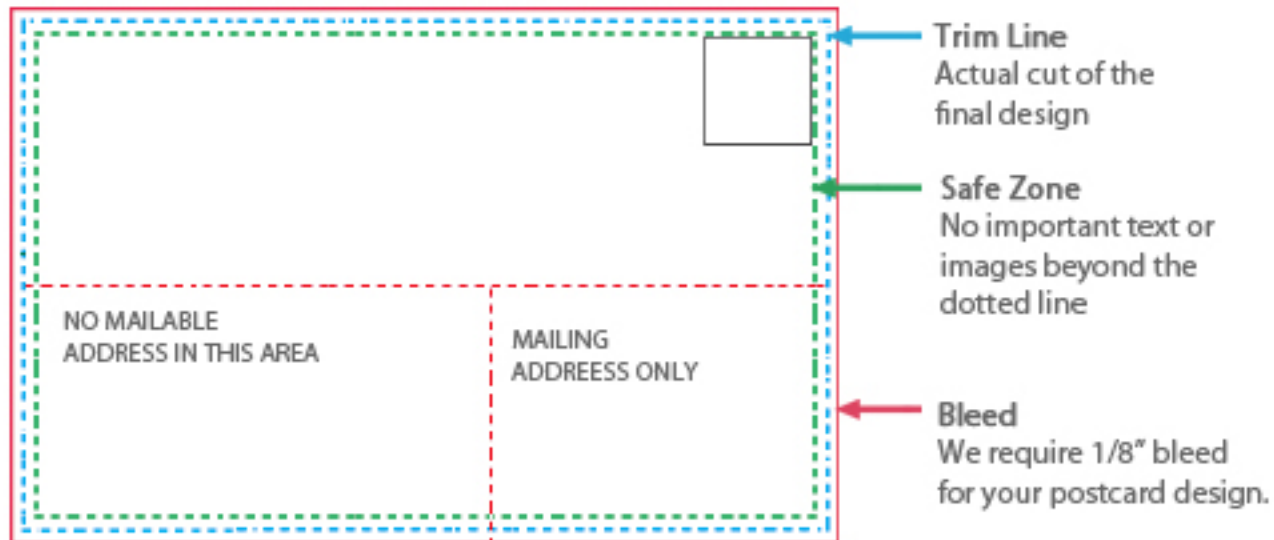 Trim Line
Actual cut of the
final design
Safe Zone
No important text or
images beyond the
dotted line
NO MAILABLE
ADDRESS IN THIS AREA
MAILING
ADDREESS ONLY
Bleed
We require 1/8" bleed
for your postcard design.